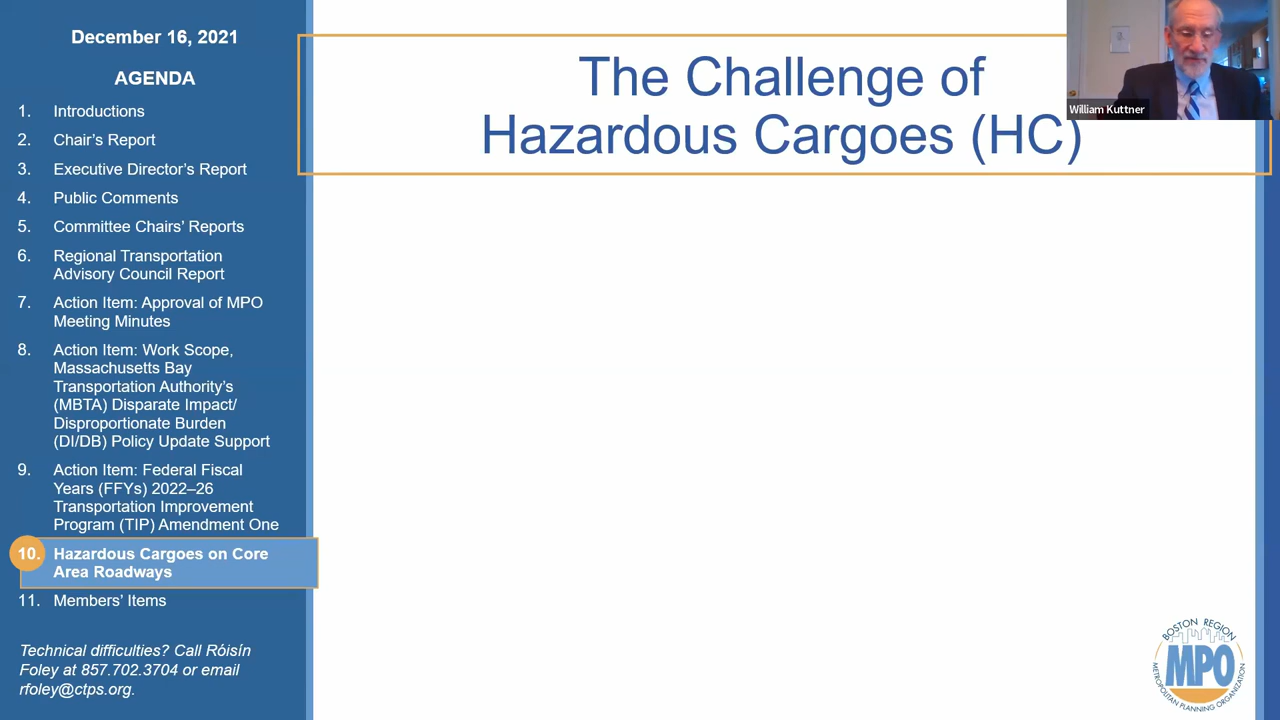 December 16, 2021
AGENDA
1. Introductions
2. Chair's Report
3. Executive Director's Report
4. Public Comments
5. Committee Chairs' Reports
6. Regional Transportation
Advisory Council Report
7. Action Item: Approval of MPO
Meeting Minutes
8. Action Item: Work Scope,
Massachusetts Bay
Transportation Authority's
(MBTA) Disparate Impact/
Disproportionate Burden
(DI/DB) Policy Update Support
9. Action Item: Federal Fiscal
Years (FFYs) 2022–26
Transportation Improvement
Program (TIP) Amendment One
10. Hazardous Cargoes on Core
Area Roadways
11. Members' Items
Technical difficulties? Call Róisín
Foley at 857.702.3704 or email
rfoley@ctps.org.
The Challenge of
Hazardous Cargoes (HC)
William Kuttner
BOSTON REGION
MPO
METROPOLITAN PLANNING ORGANIZATION